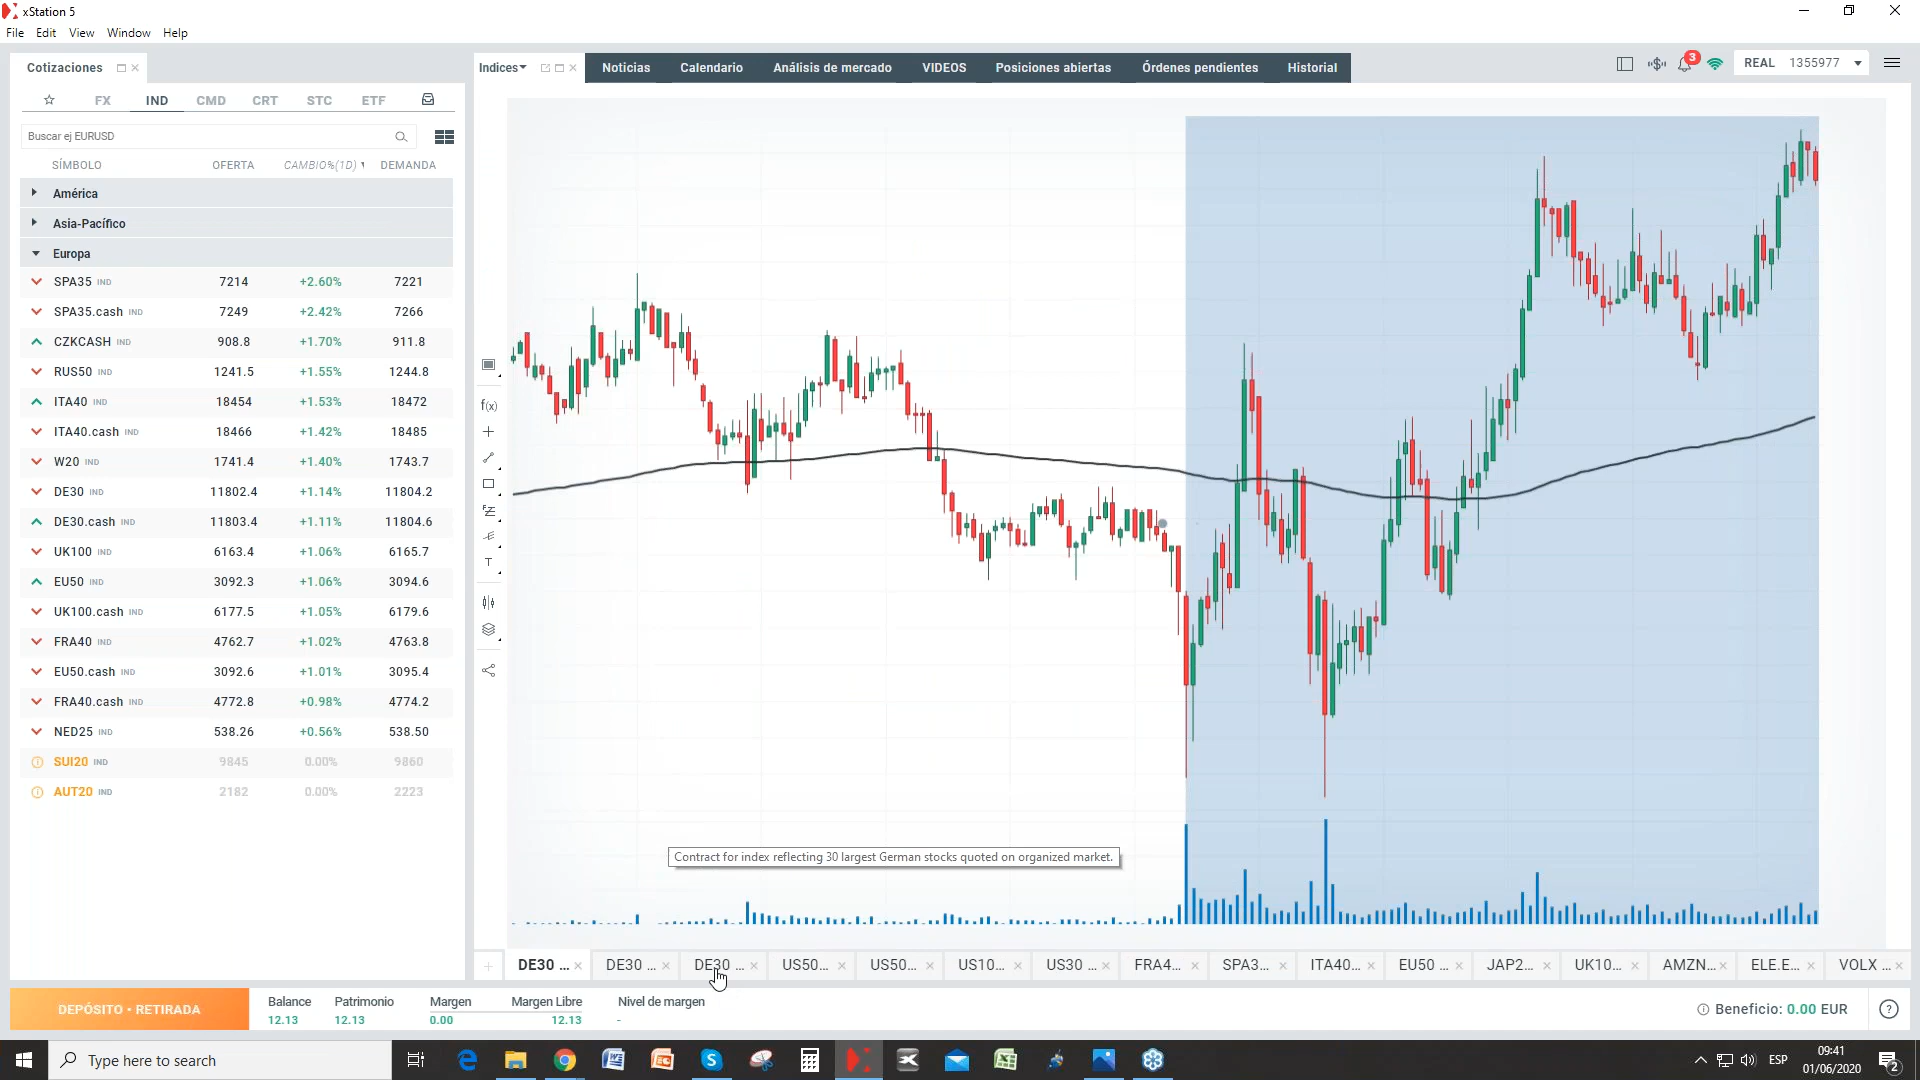 xStation 5
File Edit View Window Help
Cotizaciones
Indices
Noticias Calendario Análisis de mercado VIDEOS Posiciones abiertas Órdenes pendientes Historial
3
REAL 1355977
FX IND CMD CRT STC ETF
Buscar ej EURUSD
SÍMBOLO OFERTA CAMBIO%(1D) DEMANDA
América
Asia-Pacífico
Europa
SPA35 IND 7214 +2.60% 7221
SPA35.cash IND 7249 +2.42% 7266
CZKCASH IND 908.8 +1.70% 911.8
RUS50 IND 1241.5 +1.55% 1244.8
ITA40 IND 18454 +1.53% 18472
ITA40.cash IND 18466 +1.42% 18485
W20 IND 1741.4 +1.40% 1743.7
DE30 IND 11802.4 +1.14% 11804.2
DE30.cash IND 11803.4 +1.11% 11804.6
UK100 IND 6163.4 +1.06% 6165.7
EU50 IND 3092.3 +1.06% 3094.6
UK100.cash IND 6177.5 +1.05% 6179.6
FRA40 IND 4762.7 +1.02% 4763.8
EU50.cash IND 3092.6 +1.01% 3095.4
FRA40.cash IND 4772.8 +0.98% 4774.2
NED25 IND 538.26 +0.56% 538.50
SUI20 IND 9845 0.00% 9860
AUT20 IND 2182 0.00% 2223
f(x)
T
Contract for index reflecting 30 largest German stocks quoted on organized market.
DE30 ... DE30 ... DE30 ... US50... US50... US10... US30 ... FRA4... SPA3... ITA40... EU50 ... JAP2... UK10... AMZN... ELE.E... VOLX ...
DEPÓSITO • RETIRADA
Balance Patrimonio Margen Margen Libre Nivel de margen
12.13 12.13 0.00 12.13 -
Beneficio: 0.00 EUR
Type here to search
ESP
09:41
01/06/2020
2